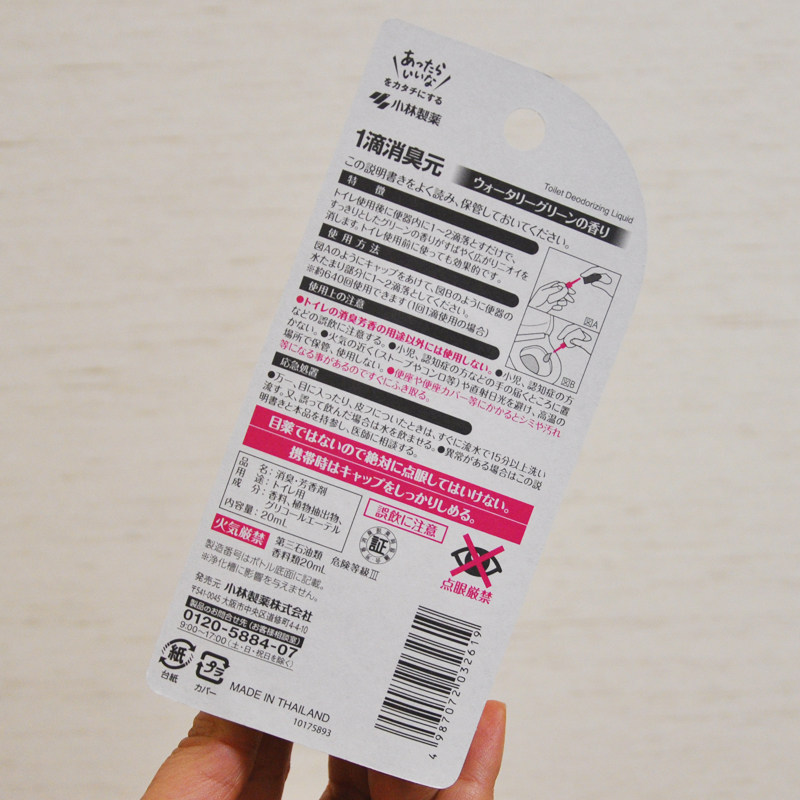 あったら
いいな
をカタチにする
小林製薬
1滴消臭元
ウォータリーグリーンの香り
Toilet Deodorizing Liquid
この説明書きをよく読み、保管しておいてください。
特 徴
トイレ使用後に便器内に1~2滴落とすだけで、
すっきりとしたグリーンの香りがすばやく広がりニオイを
消します。トイレ使用前に使っても効果的です。
使用方法
図Aのようにキャップをあけて、図Bのように便器の
水たまり部分に1~2滴落としてください。
※約640回使用できます(1回1滴使用の場合)
図A
図B
使用上の注意
●トイレの消臭芳香の用途以外には使用しない。●小児、認知症の方
などの誤飲に注意する。●小児、認知症の方などの手の届くところに置
かない。●火気の近く(ストーブやコンロ等)や直射日光を避け、高温の
場所で保管、使用しない。●便座や便座カバー等にかかるとシミや汚れ
等になる事があるのですぐにふき取る。
応急処置
●万一、目に入ったり、皮フについたときは、すぐに流水で15分以上洗い
流す。又、誤って飲んだ場合は水を飲ませる。●異常がある場合はこの説
明書きと本品を持参し、医師に相談する。
目薬ではないので絶対に点眼してはいけない。
携帯時はキャップをしっかりしめる。
品 名:消臭・芳香剤
用 途:トイレ用
成 分:香料、植物抽出物、
グリコールエーテル
内容量:20mL
誤飲に注意
証
点眼厳禁
火気厳禁
第三石油類
香料類20mL
危険等級Ⅲ
製造番号はボトル底面に記載。
※浄化槽に影響を与えません。
発売元 小林製薬株式会社
〒541-0045 大阪市中央区道修町4-4-10
製品のお問合せ先(お客様相談室)
0120-5884-07
9:00~17:00(土・日・祝日を除く)
紙
台紙
プラ
カバー
MADE IN THAILAND
10175893
4 987072 032619